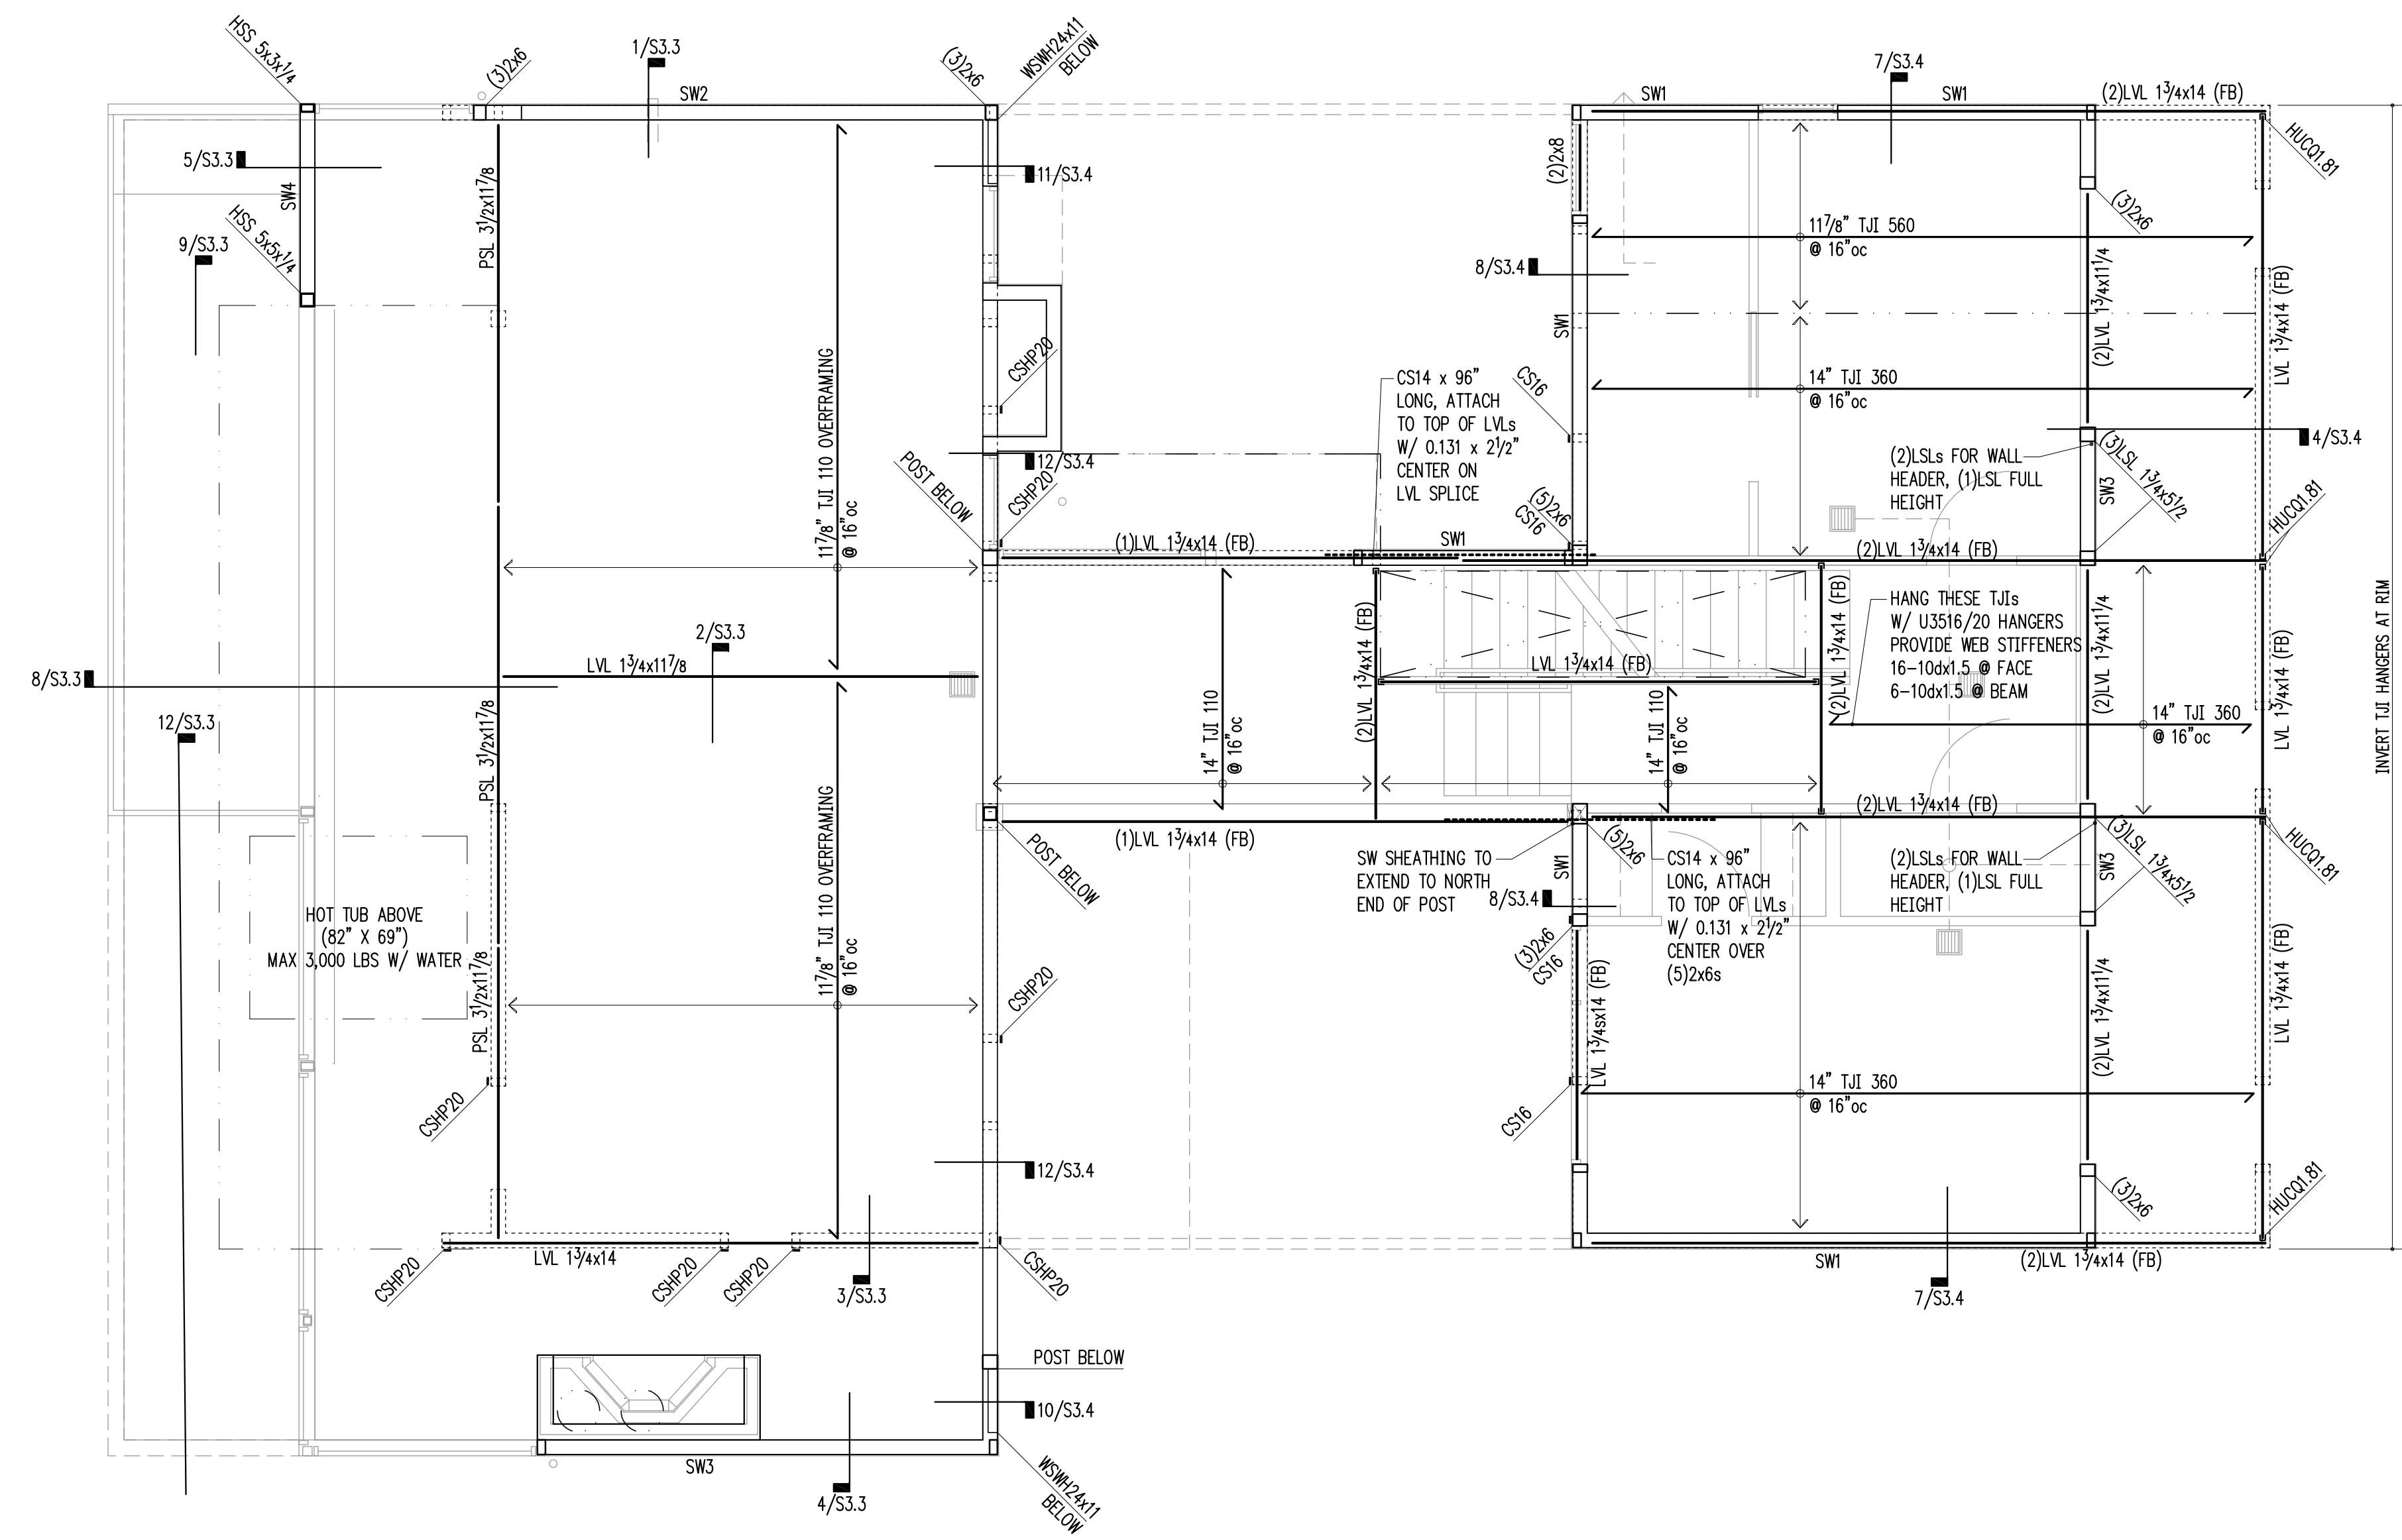 HSS 5x3x1/4
(3)2x6
1/S3.3
SW2
(3)2x6
WSWH24x11
BELOW
5/S3.3
SW4
HSS 5x5x1/4
9/S3.3
PSL 3 1/2x11 7/8
11/S3.4
11 7/8" TJI 110 OVERFRAMING
@ 16"oc
CSHP20
POST BELOW
12/S3.4
CSHP20
2/S3.3
LVL 1 3/4x11 7/8
8/S3.3
12/S3.3
PSL 3 1/2x11 7/8
11 7/8" TJI 110 OVERFRAMING
@ 16"oc
HOT TUB ABOVE
(82" X 69")
MAX 3,000 LBS W/ WATER
PSL 3 1/2x11 7/8
CSHP20
CSHP20
12/S3.4
CSHP20
LVL 1 3/4x14
CSHP20
CSHP20
3/S3.3
CSHP20
POST BELOW
10/S3.4
SW3
4/S3.3
WSWH24x11
BELOW
CS14 x 96"
LONG, ATTACH
TO TOP OF LVLs
W/ 0.131 x 2 1/2"
CENTER ON
LVL SPLICE
(1)LVL 1 3/4x14 (FB)
SW1
14" TJI 110
@ 16"oc
(2)LVL 1 3/4x14 (FB)
LVL 1 3/4x14 (FB)
14" TJI 110
@ 16"oc
(2)LVL 1 3/4x14 (FB)
(1)LVL 1 3/4x14 (FB)
POST BELOW
SW SHEATHING TO
EXTEND TO NORTH
END OF POST
8/S3.4
SW1
(5)2x6
CS14 x 96"
LONG, ATTACH
TO TOP OF LVLs
W/ 0.131 x 2 1/2"
CENTER OVER
(5)2x6s
(3)2x6
CS16
LVL 1 3/4sx14 (FB)
CS16
SW1
7/S3.4
SW1
(2)LVL 1 3/4x14 (FB)
HUCQ1.81
(2)2x8
11 7/8" TJI 560
@ 16"oc
(3)2x6
8/S3.4
SW1
(2)LVL 1 3/4x11 1/4
LVL 1 3/4x14 (FB)
14" TJI 360
@ 16"oc
CS16
4/S3.4
(2)LSLs FOR WALL
HEADER, (1)LSL FULL
HEIGHT
(3)LSL 1 3/4x5 1/2
SW3
(5)2x6
CS16
HUCQ1.81
(2)LVL 1 3/4x14 (FB)
HANG THESE TJIs
W/ U3516/20 HANGERS
PROVIDE WEB STIFFENERS
16-10dx1.5 @ FACE
6-10dx1.5 @ BEAM
(2)LVL 1 3/4x11 1/4
LVL 1 3/4x14 (FB)
14" TJI 360
@ 16"oc
INVERT TJI HANGERS AT RIM
(2)LVL 1 3/4x14 (FB)
(2)LSLs FOR WALL
HEADER, (1)LSL FULL
HEIGHT
SW3
(3)LSL 1 3/4x5 1/2
HUCQ1.81
(2)LVL 1 3/4x11 1/4
LVL 1 3/4x14 (FB)
14" TJI 360
@ 16"oc
(3)2x6
HUCQ1.81
SW1
(2)LVL 1 3/4x14 (FB)
7/S3.4